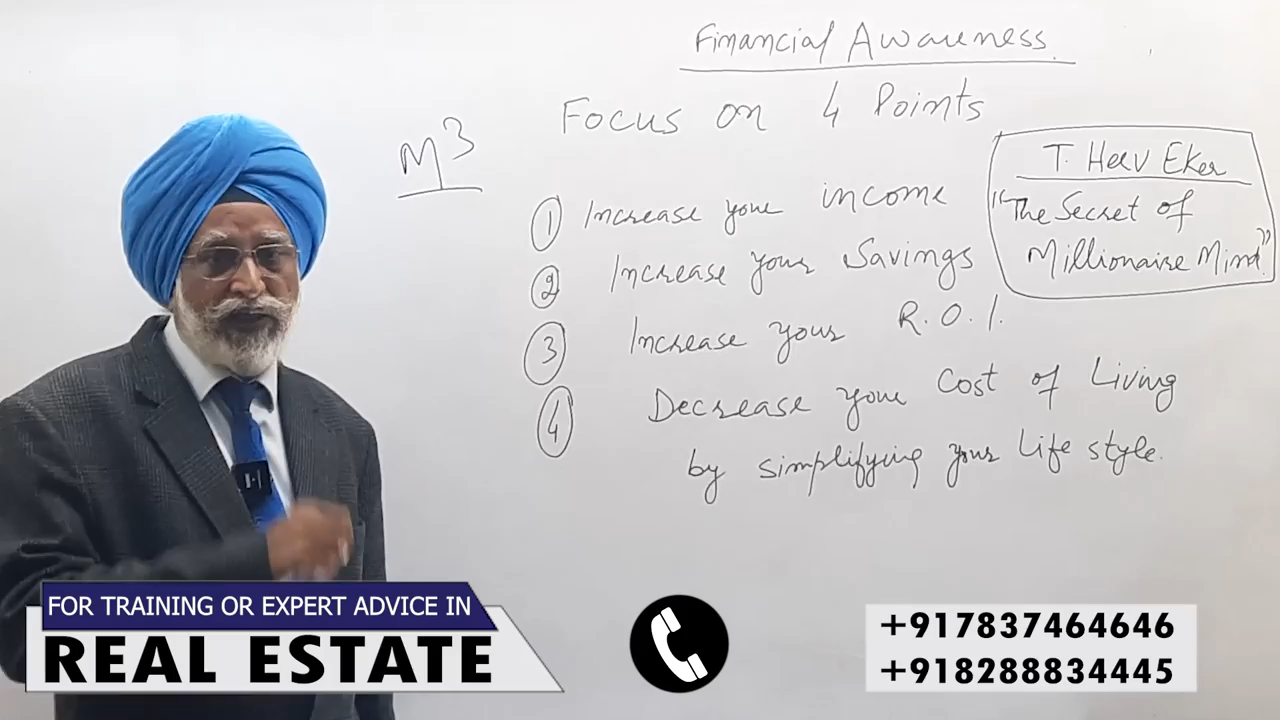 Financial Awareness.
Focus on 4 Points
M3
T. Herv Eker
"The Secret of
Millionaire Mind"
① Increase your income
② Increase your Savings
③ Increase your R.O.I.
④ Decrease your Cost of Living
by simplifying your Life style.
FOR TRAINING OR EXPERT ADVICE IN
REAL ESTATE
+917837464646
+918288834445